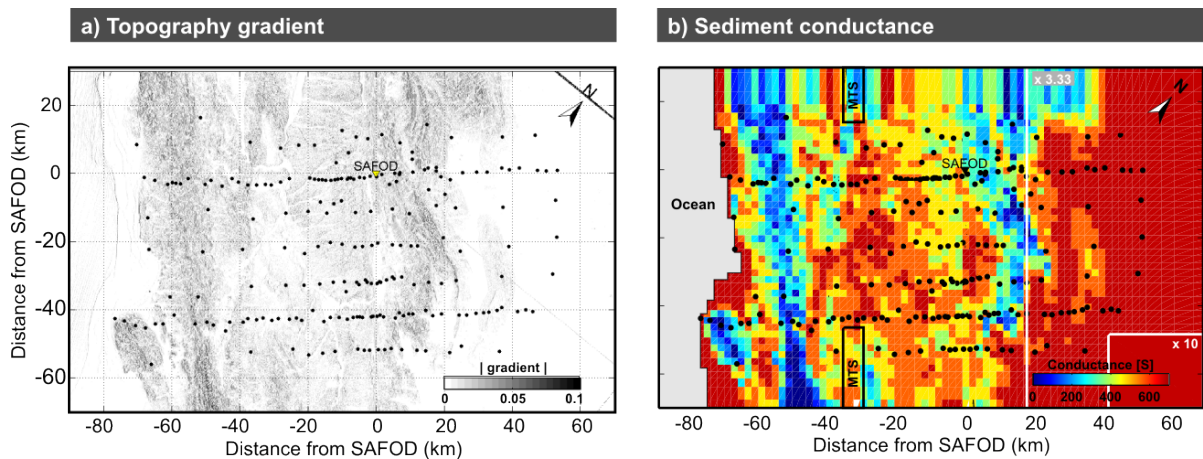 a) Topography gradient
b) Sediment conductance
20
0
-20
-40
-60
Distance from SAFOD (km)
N
SAFOD
| gradient |
0 0.05 0.1
-80 -60 -40 -20 0 20 40 60
Distance from SAFOD (km)
x 3.33
MTS
N
SAFOD
Ocean
x 10
MTS
Conductance [S]
0 200 400 600
-80 -60 -40 -20 0 20 40 60
Distance from SAFOD (km)